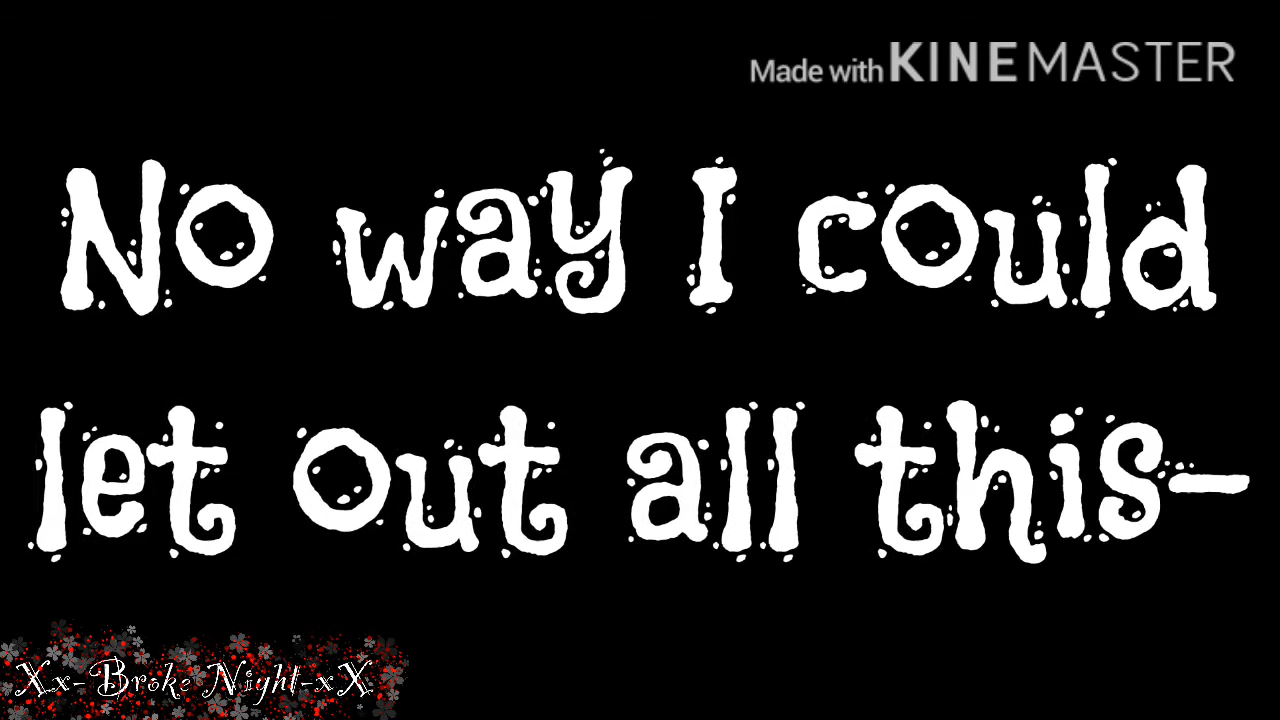 Made with KINEMASTER
No way I could
let out all this-
Xx-Broke Night-xX